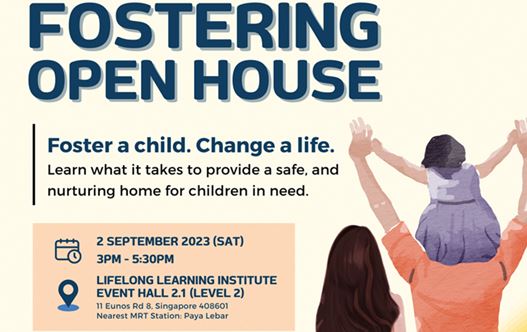 FOSTERING
OPEN HOUSE
Foster a child. Change a life.
Learn what it takes to provide a safe, and
nurturing home for children in need.
2 SEPTEMBER 2023 (SAT)
3PM - 5:30PM
LIFELONG LEARNING INSTITUTE
EVENT HALL 2.1 (LEVEL 2)
11 Eunos Rd 8, Singapore 408601
Nearest MRT Station: Paya Lebar